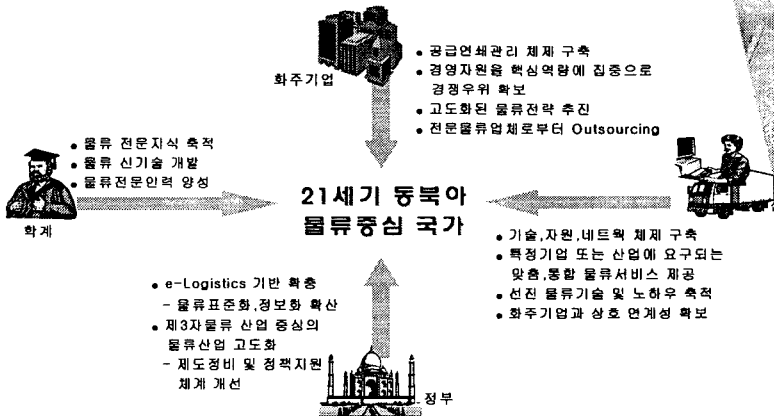 화주기업
• 공급연쇄관리 체제 구축
• 경영자원을 핵심역량에 집중으로
경쟁우위 확보
• 고도화된 물류전략 추진
• 전문물류업체로부터 Outsourcing
• 물류 전문지식 축적
• 물류 신기술 개발
• 물류전문인력 양성
학계
21세기 동북아
물류중심 국가
• 기술,자원,네트웍 체제 구축
• 특정기업 또는 산업에 요구되는
맞춤,통합 물류서비스 제공
• 선진 물류기술 및 노하우 축적
• 화주기업과 상호 연계성 확보
• e-Logistics 기반 확충
- 물류표준화,정보화 확산
• 제3자물류 산업 중심의
물류산업 고도화
- 제도정비 및 정책지원
체계 개선
정부